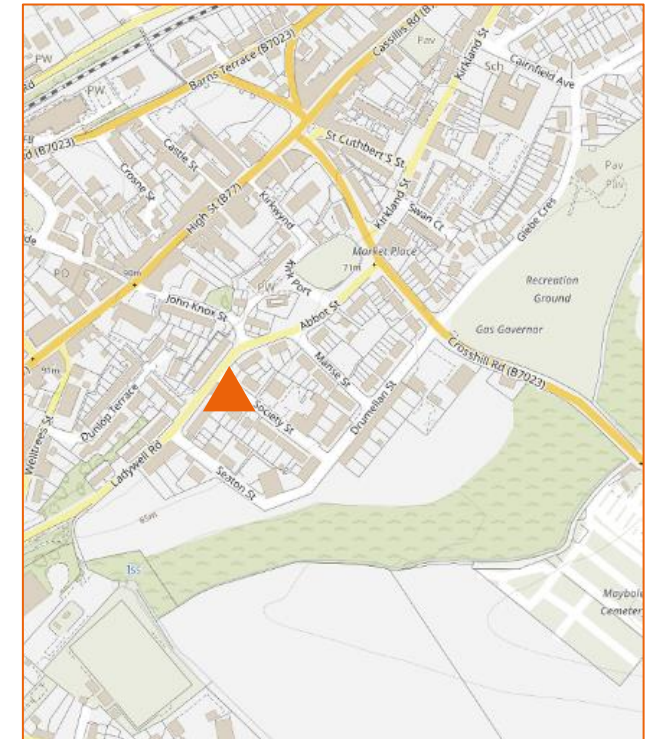 PW
Cassillis Rd (B7
Pav
Kirkland St
Barns Terrace (B7023)
Sch
Cairnfield Ave
PW
d (B7023)
Castle St
St Cuthbert'S St
Crosne St
Pav
Kirkland St
High St (B77)
Kirkwynd
Swan Ct
Glebe Cres
Market Place
71m
PO
90m
PW
Kirk Port
Recreation
Ground
John Knox St
Abbot St
Gas Governor
Crosshill Rd (B7023)
91m
Manse St
Drumellan St
Society St
Dunlop Terrace
Welltrees St
Ladywell Rd
Seaton St
85m
Iss
Maybole
Cemetery